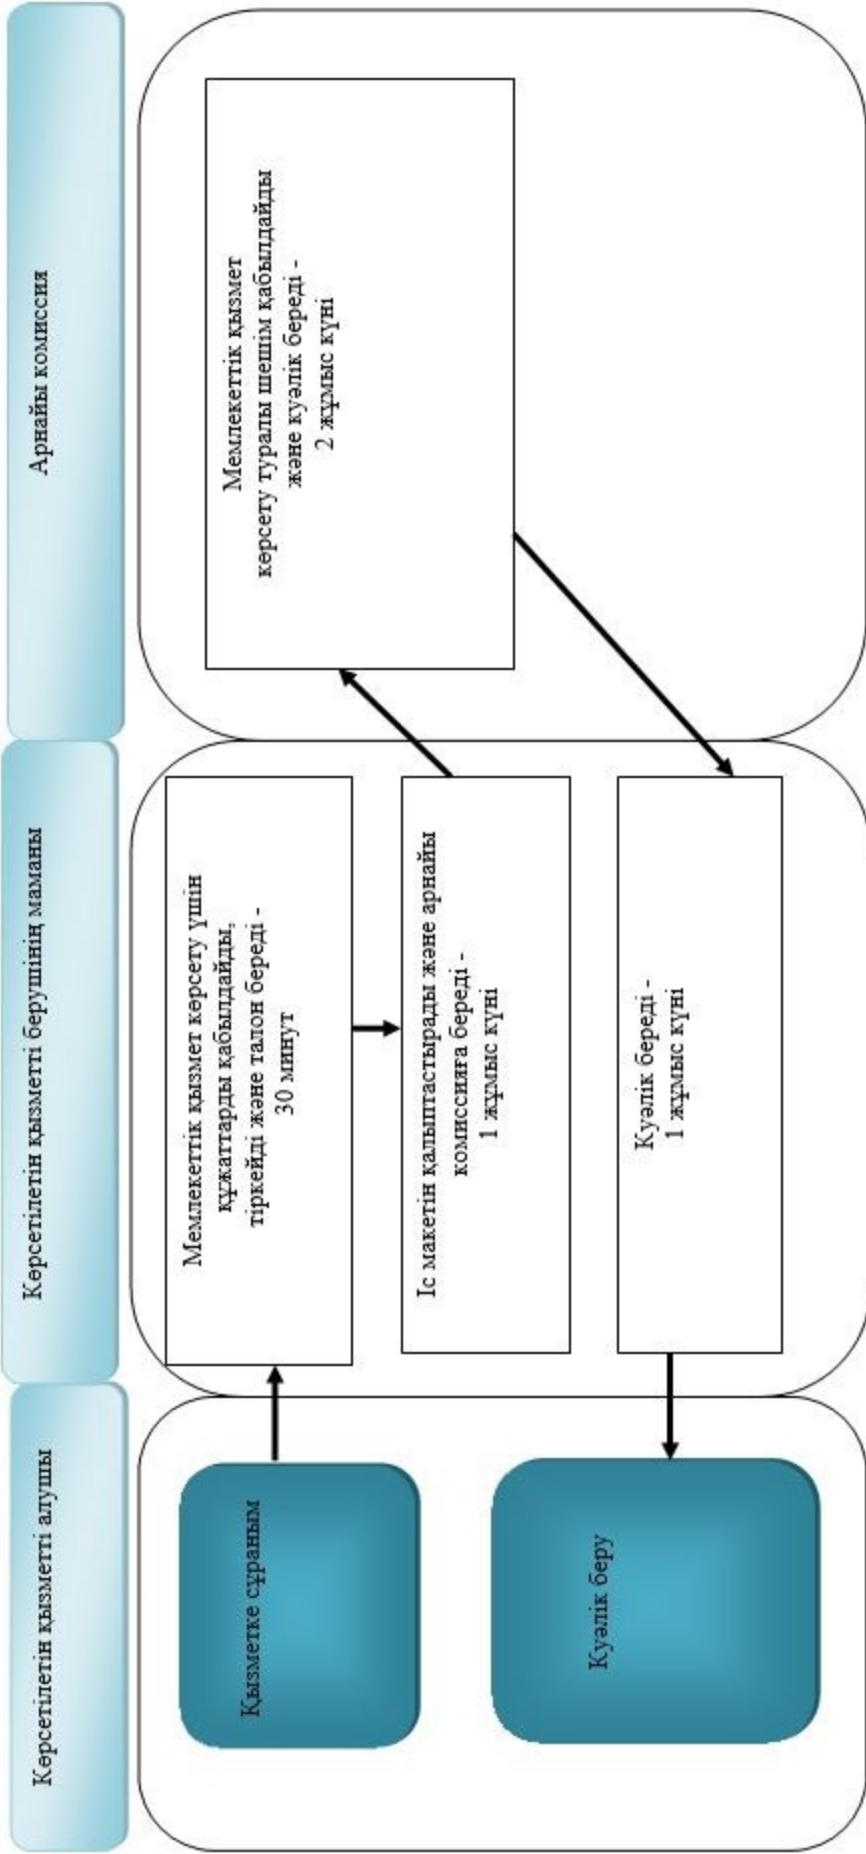 Көрсетілетін қызметті алушы
Көрсетілетін қызметті берушінің маманы
Арнайы комиссия
Қызметке сұраным
Мемлекеттік қызмет көрсету үшін
құжаттарды қабылдайды,
тіркейді және талон береді -
30 минут
Іс макетін қалыптастырады және арнайы
комиссияға береді -
1 жұмыс күні
Мемлекеттік қызмет
көрсету туралы шешім қабылдайды
және куәлік береді -
2 жұмыс күні
Куәлік береді -
1 жұмыс күні
Куәлік беру